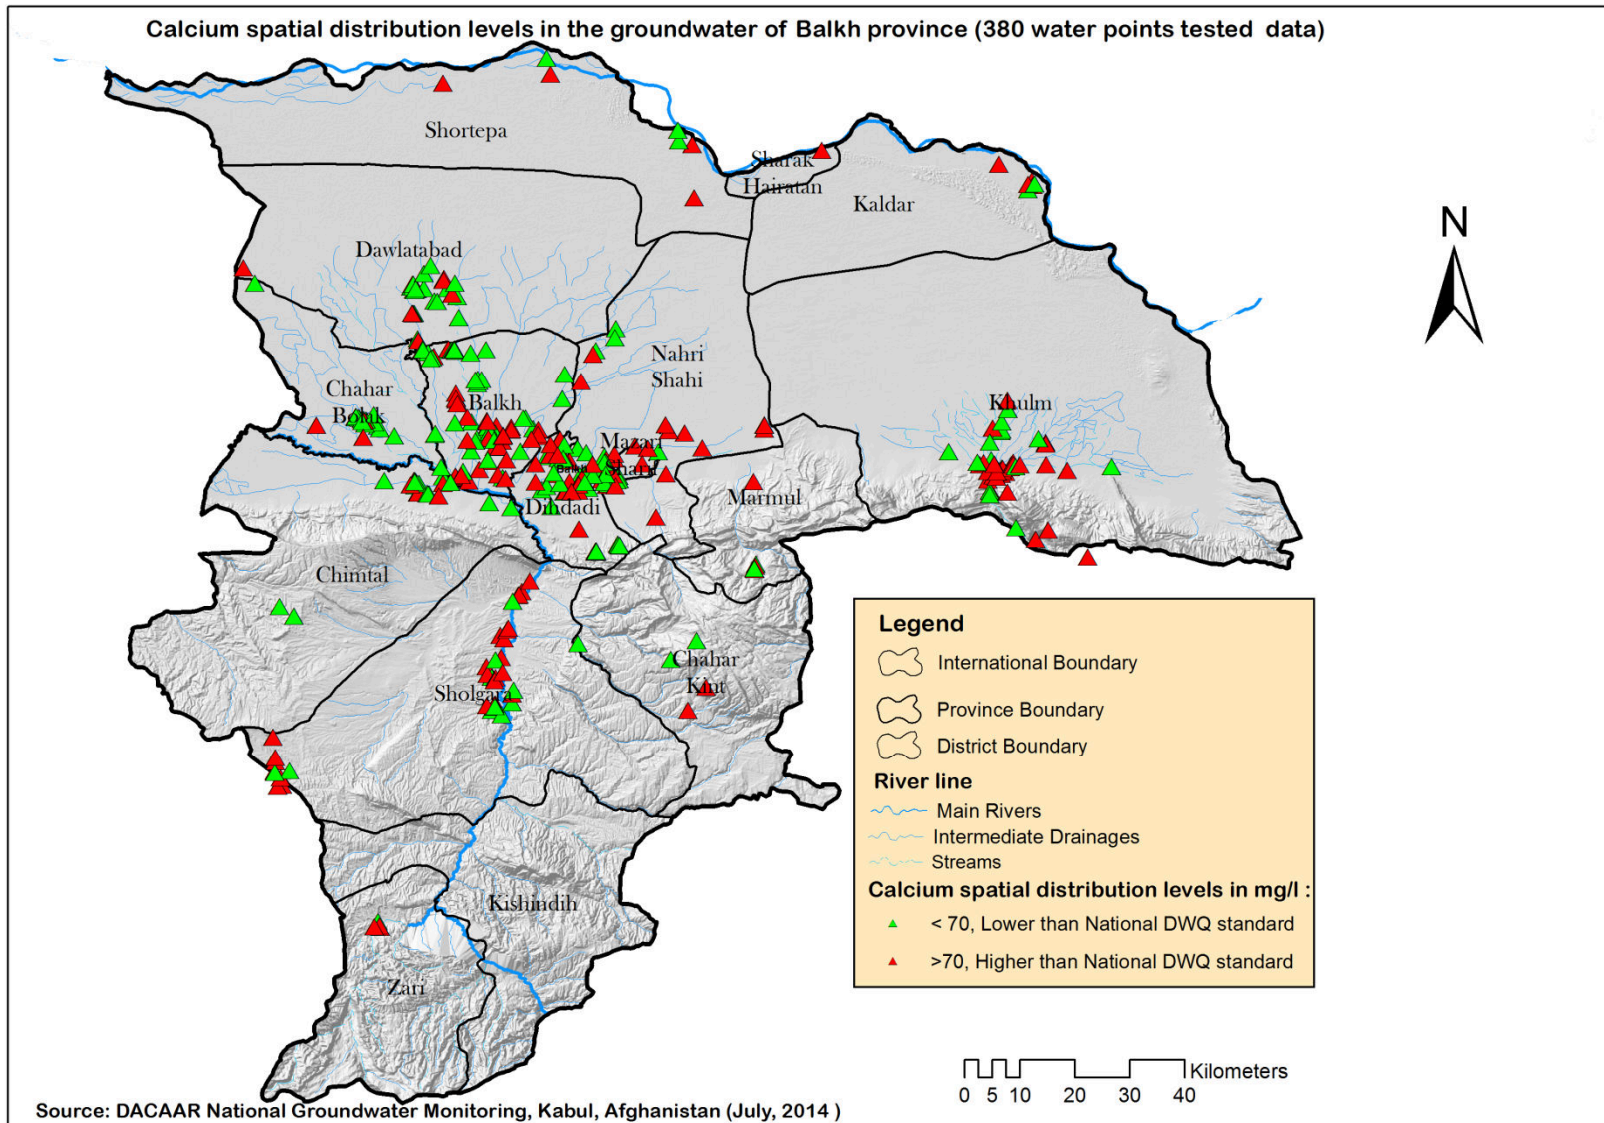 Calcium spatial distribution levels in the groundwater of Balkh province (380 water points tested data)
Shortepa
Sharak
Hairatan
Kaldar
N
Dawlatabad
Nahri
Shahi
Chahar
Bolak
Balkh
Khulm
Mazari
Sharif
Balkh
Dihdadi
Marmul
Chimtal
Chahar
Kint
Sholgara
Kishindih
Zari
Legend
International Boundary
Province Boundary
District Boundary
River line
Main Rivers
Intermediate Drainages
Streams
Calcium spatial distribution levels in mg/l :
< 70, Lower than National DWQ standard
>70, Higher than National DWQ standard
Kilometers
0 5 10 20 30 40
Source: DACAAR National Groundwater Monitoring, Kabul, Afghanistan (July, 2014 )